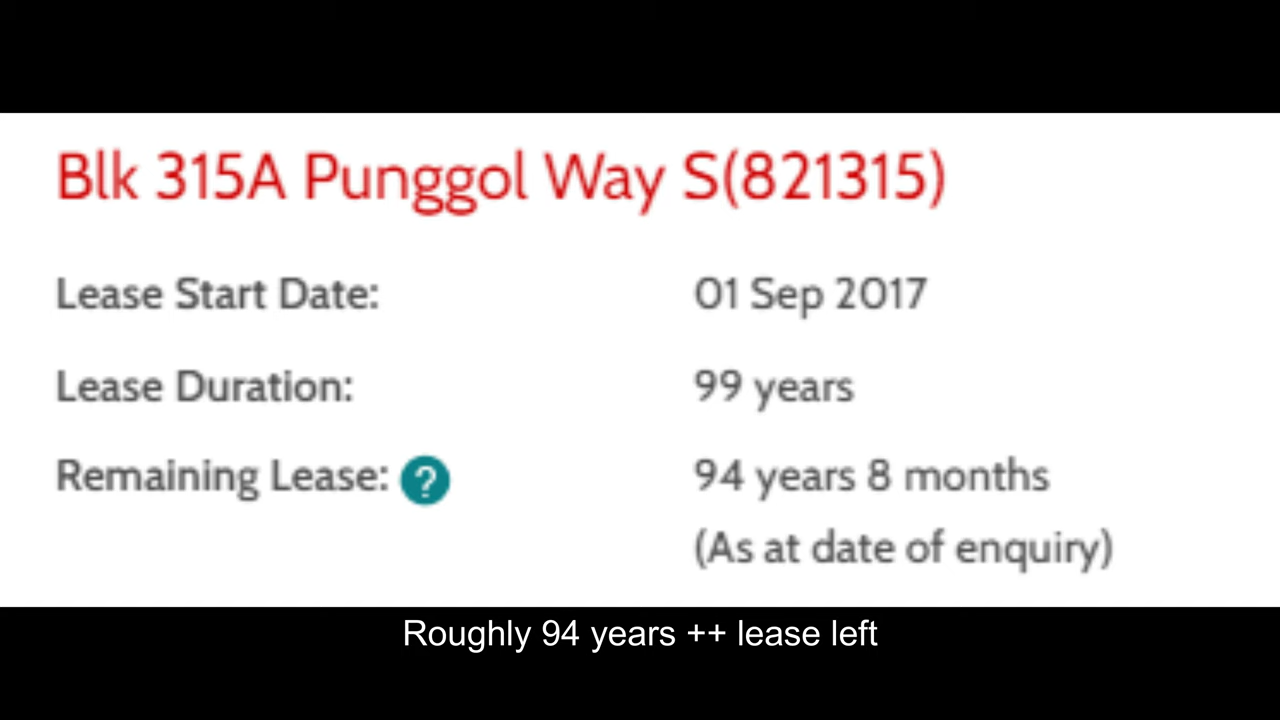 Blk 315A Punggol Way S(821315)
Lease Start Date: 01 Sep 2017
Lease Duration: 99 years
Remaining Lease: ? 94 years 8 months
(As at date of enquiry)
Roughly 94 years ++ lease left